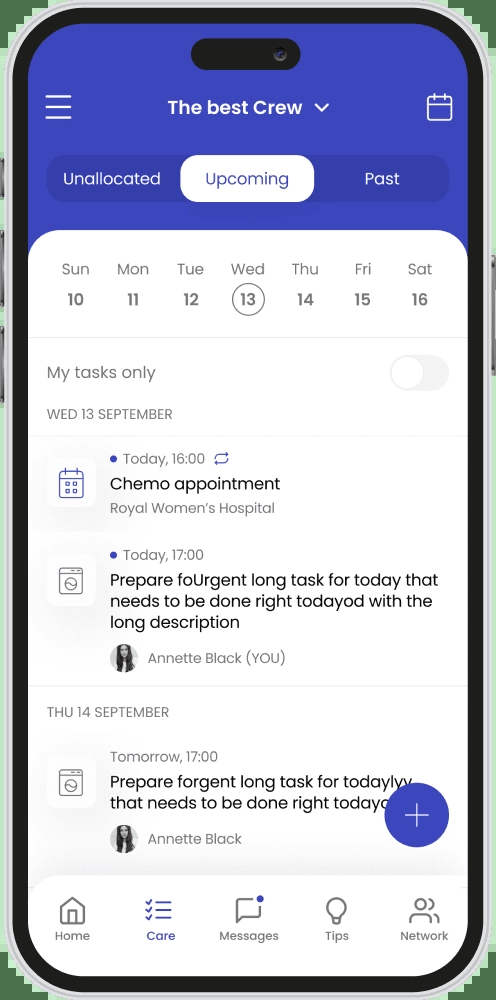 The best Crew
Unallocated Upcoming Past
Sun Mon Tue Wed Thu Fri Sat
10 11 12 13 14 15 16
My tasks only
WED 13 SEPTEMBER
Today, 16:00
Chemo appointment
Royal Women's Hospital
Today, 17:00
Prepare foUrgent long task for today that
needs to be done right todayod with the
long description
Annette Black (YOU)
THU 14 SEPTEMBER
Tomorrow, 17:00
Prepare forgent long task for todaylyy
that needs to be done right
Annette Black
Home Care Messages Tips Network